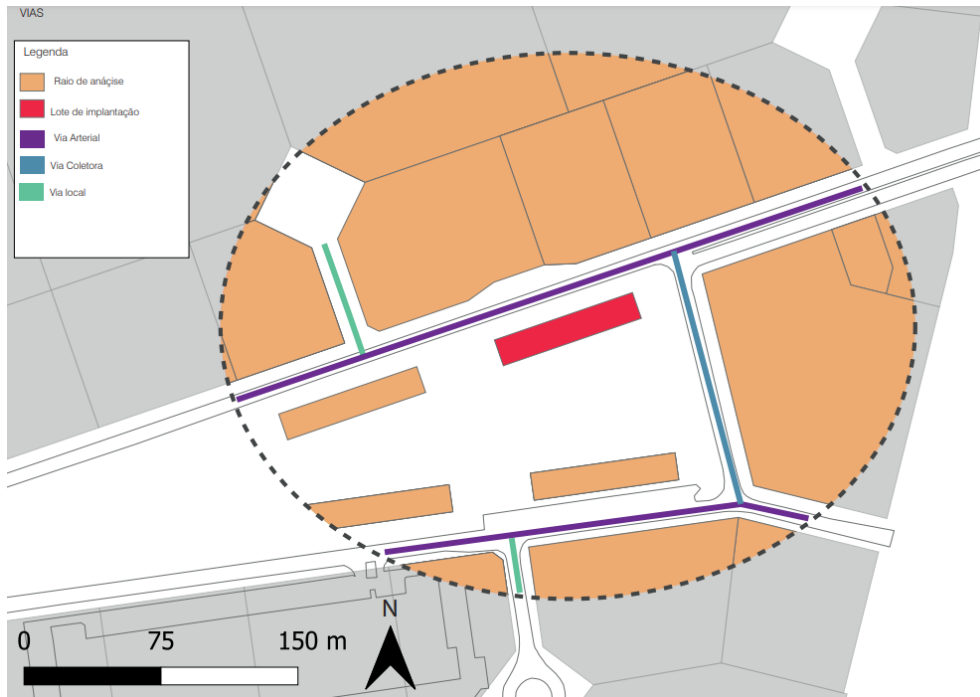 VIAS
Legenda
Raio de anáçise
Lote de implantação
Via Arterial
Via Coletora
Via local
N
0 75 150 m